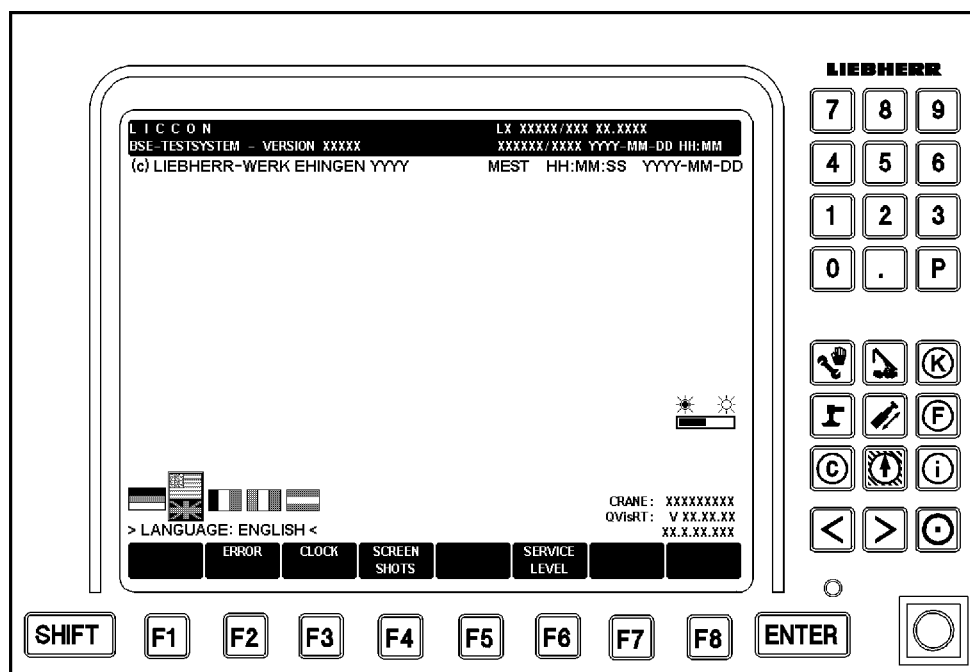 LIEBHERR
LICCON LX XXXXX/XXX XX.XXXX
BSE-TESTSYSTEM - VERSION XXXXX XXXXXX/XXXX YYYY-MM-DD HH:MM
(c) LIEBHERR-WERK EHINGEN YYYY MEST HH:MM:SS YYYY-MM-DD
7 8 9
4 5 6
1 2 3
0 . P
K
F
C i
CRANE: XXXXXXXXX
QVisRT: V XX.XX.XX
> LANGUAGE: ENGLISH < XX.X.XX.XXX
ERROR CLOCK SCREEN SHOTS SERVICE LEVEL
< >
SHIFT F1 F2 F3 F4 F5 F6 F7 F8 ENTER